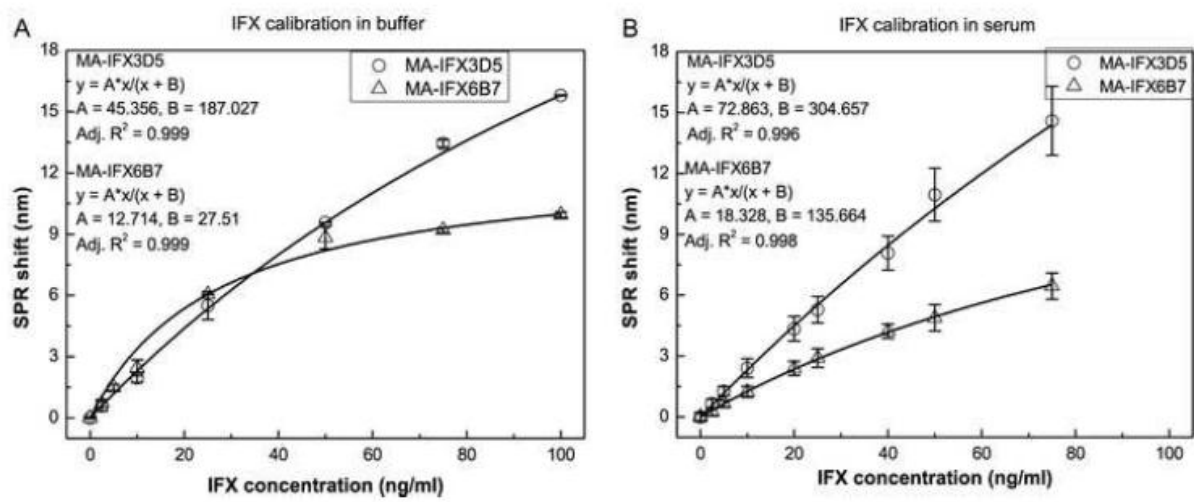 A
IFX calibration in buffer
18
15
12
9
6
3
0
SPR shift (nm)
MA-IFX3D5
y = A*x/(x + B)
A = 45.356, B = 187.027
Adj. R² = 0.999
MA-IFX6B7
y = A*x/(x + B)
A = 12.714, B = 27.51
Adj. R² = 0.999
MA-IFX3D5
MA-IFX6B7
0 20 40 60 80 100
IFX concentration (ng/ml)
B
IFX calibration in serum
18
15
12
9
6
3
0
SPR shift (nm)
MA-IFX3D5
y = A*x/(x + B)
A = 72.863, B = 304.657
Adj. R² = 0.996
MA-IFX6B7
y = A*x/(x + B)
A = 18.328, B = 135.664
Adj. R² = 0.998
MA-IFX3D5
MA-IFX6B7
0 20 40 60 80 100
IFX concentration (ng/ml)